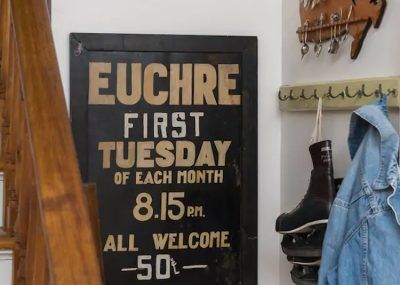 EUCHRE
FIRST
TUESDAY
OF EACH MONTH
8.15 P.M.
ALL WELCOME
—50¢—